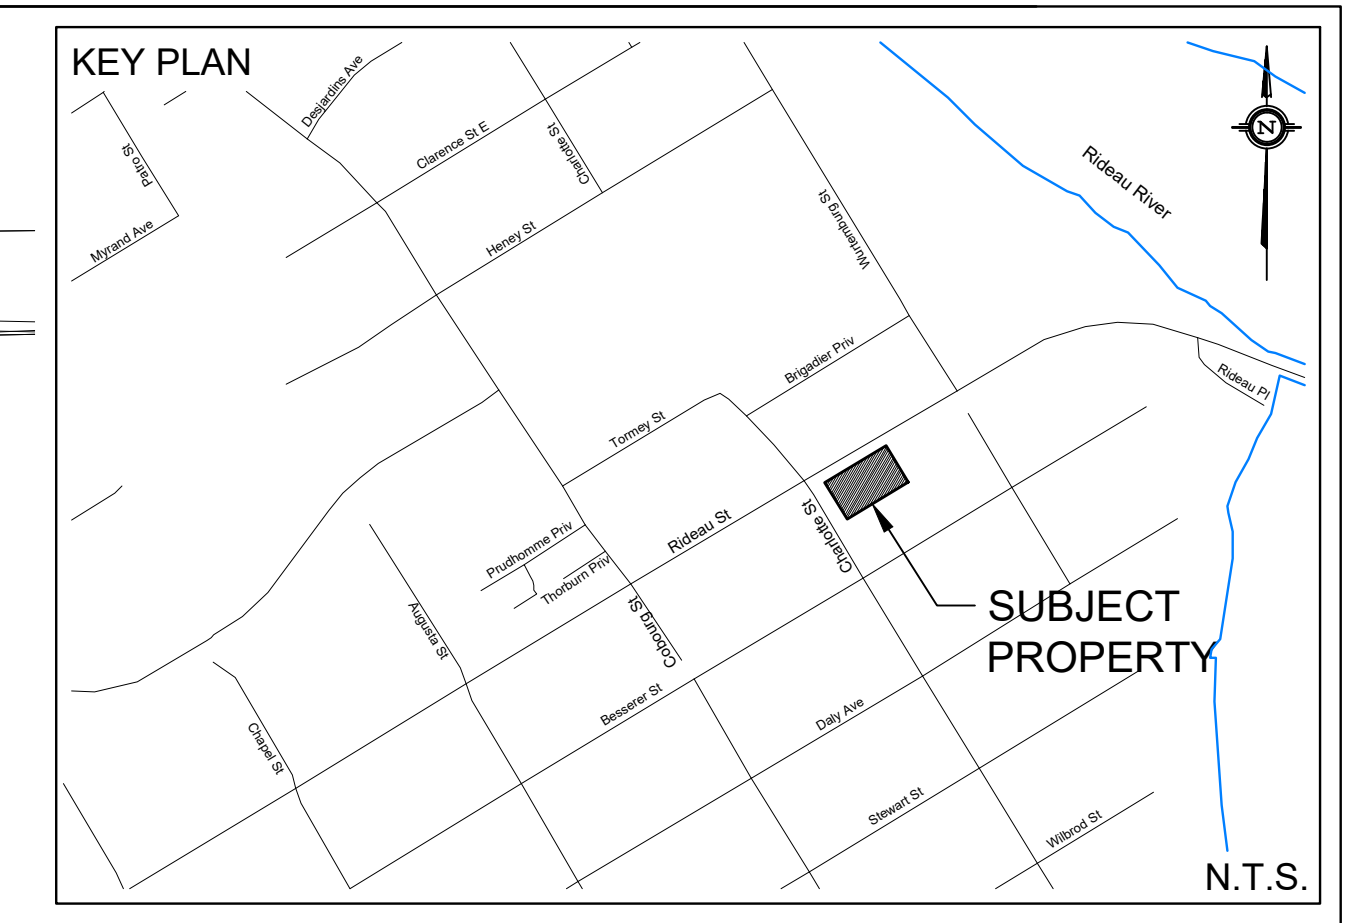 KEY PLAN
Desjardins Ave
Clarence St E
Charlotte St
Patro St
Myrand Ave
Heney St
Wurtemburg St
Rideau River
N
Brigadier Priv
Rideau Pl
Tormey St
Rideau St
Charlotte St
Prudhomme Priv
Thorburn Priv
Augusta St
Cobourg St
SUBJECT
PROPERTY
Besserer St
Daly Ave
Chapel St
Stewart St
Wilbrod St
N.T.S.